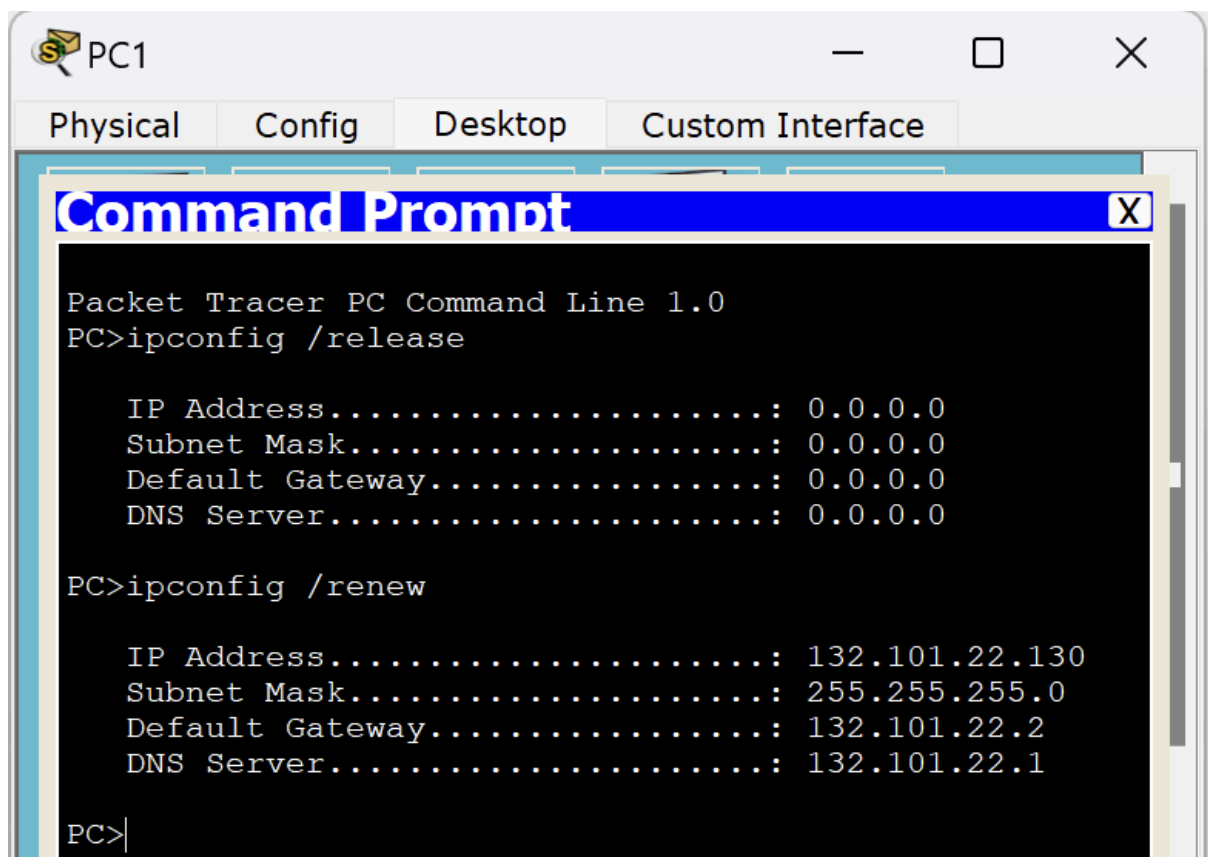 PC1
Physical Config Desktop Custom Interface
Command Prompt X
Packet Tracer PC Command Line 1.0
PC>ipconfig /release
IP Address......................: 0.0.0.0
Subnet Mask.....................: 0.0.0.0
Default Gateway.................: 0.0.0.0
DNS Server......................: 0.0.0.0
PC>ipconfig /renew
IP Address......................: 132.101.22.130
Subnet Mask.....................: 255.255.255.0
Default Gateway.................: 132.101.22.2
DNS Server......................: 132.101.22.1
PC>